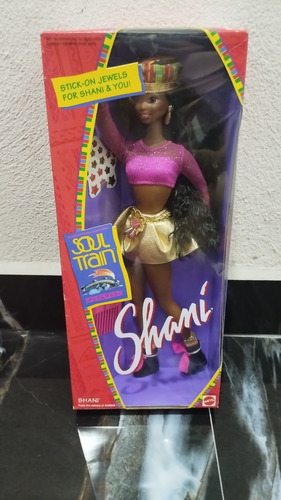 STICK-ON JEWELS
FOR SHANI & YOU!
SOUL
TRAIN
Shani
SHANI
MATTEL